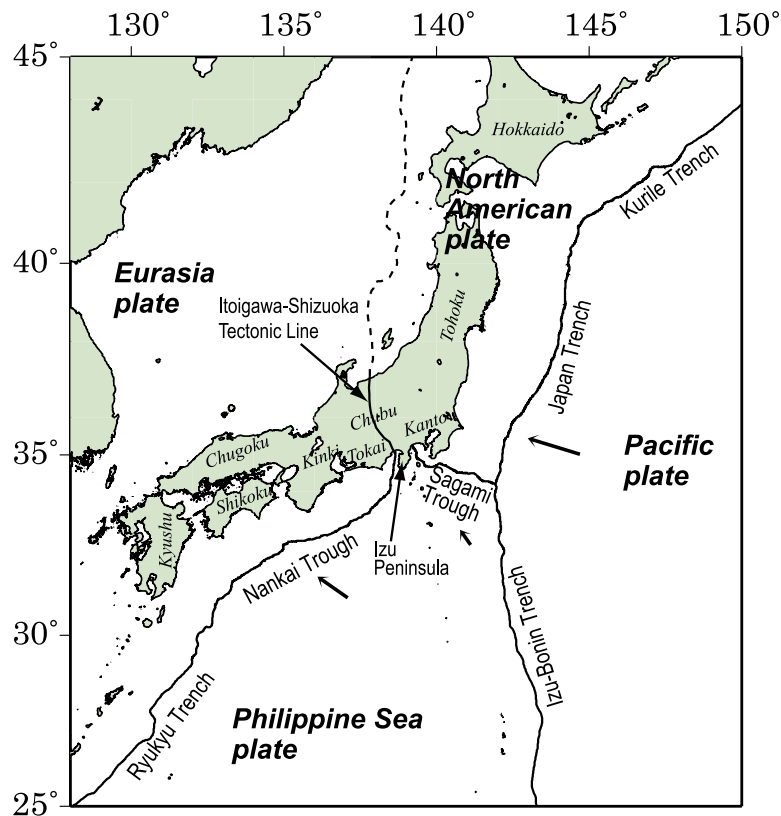 130° 135° 140° 145° 150°
45°
Hokkaido
North
American
plate
Kurile Trench
40°
Eurasia
plate
Itoigawa-Shizuoka
Tectonic Line
Tohoku
Japan Trench
Chubu
Kanto
35°
Chugoku
Kinki
Tokai
Pacific
plate
Shikoku
Sagami
Trough
Kyushu
Izu
Peninsula
Nankai Trough
30°
Izu-Bonin Trench
Ryukyu Trench
Philippine Sea
plate
25°